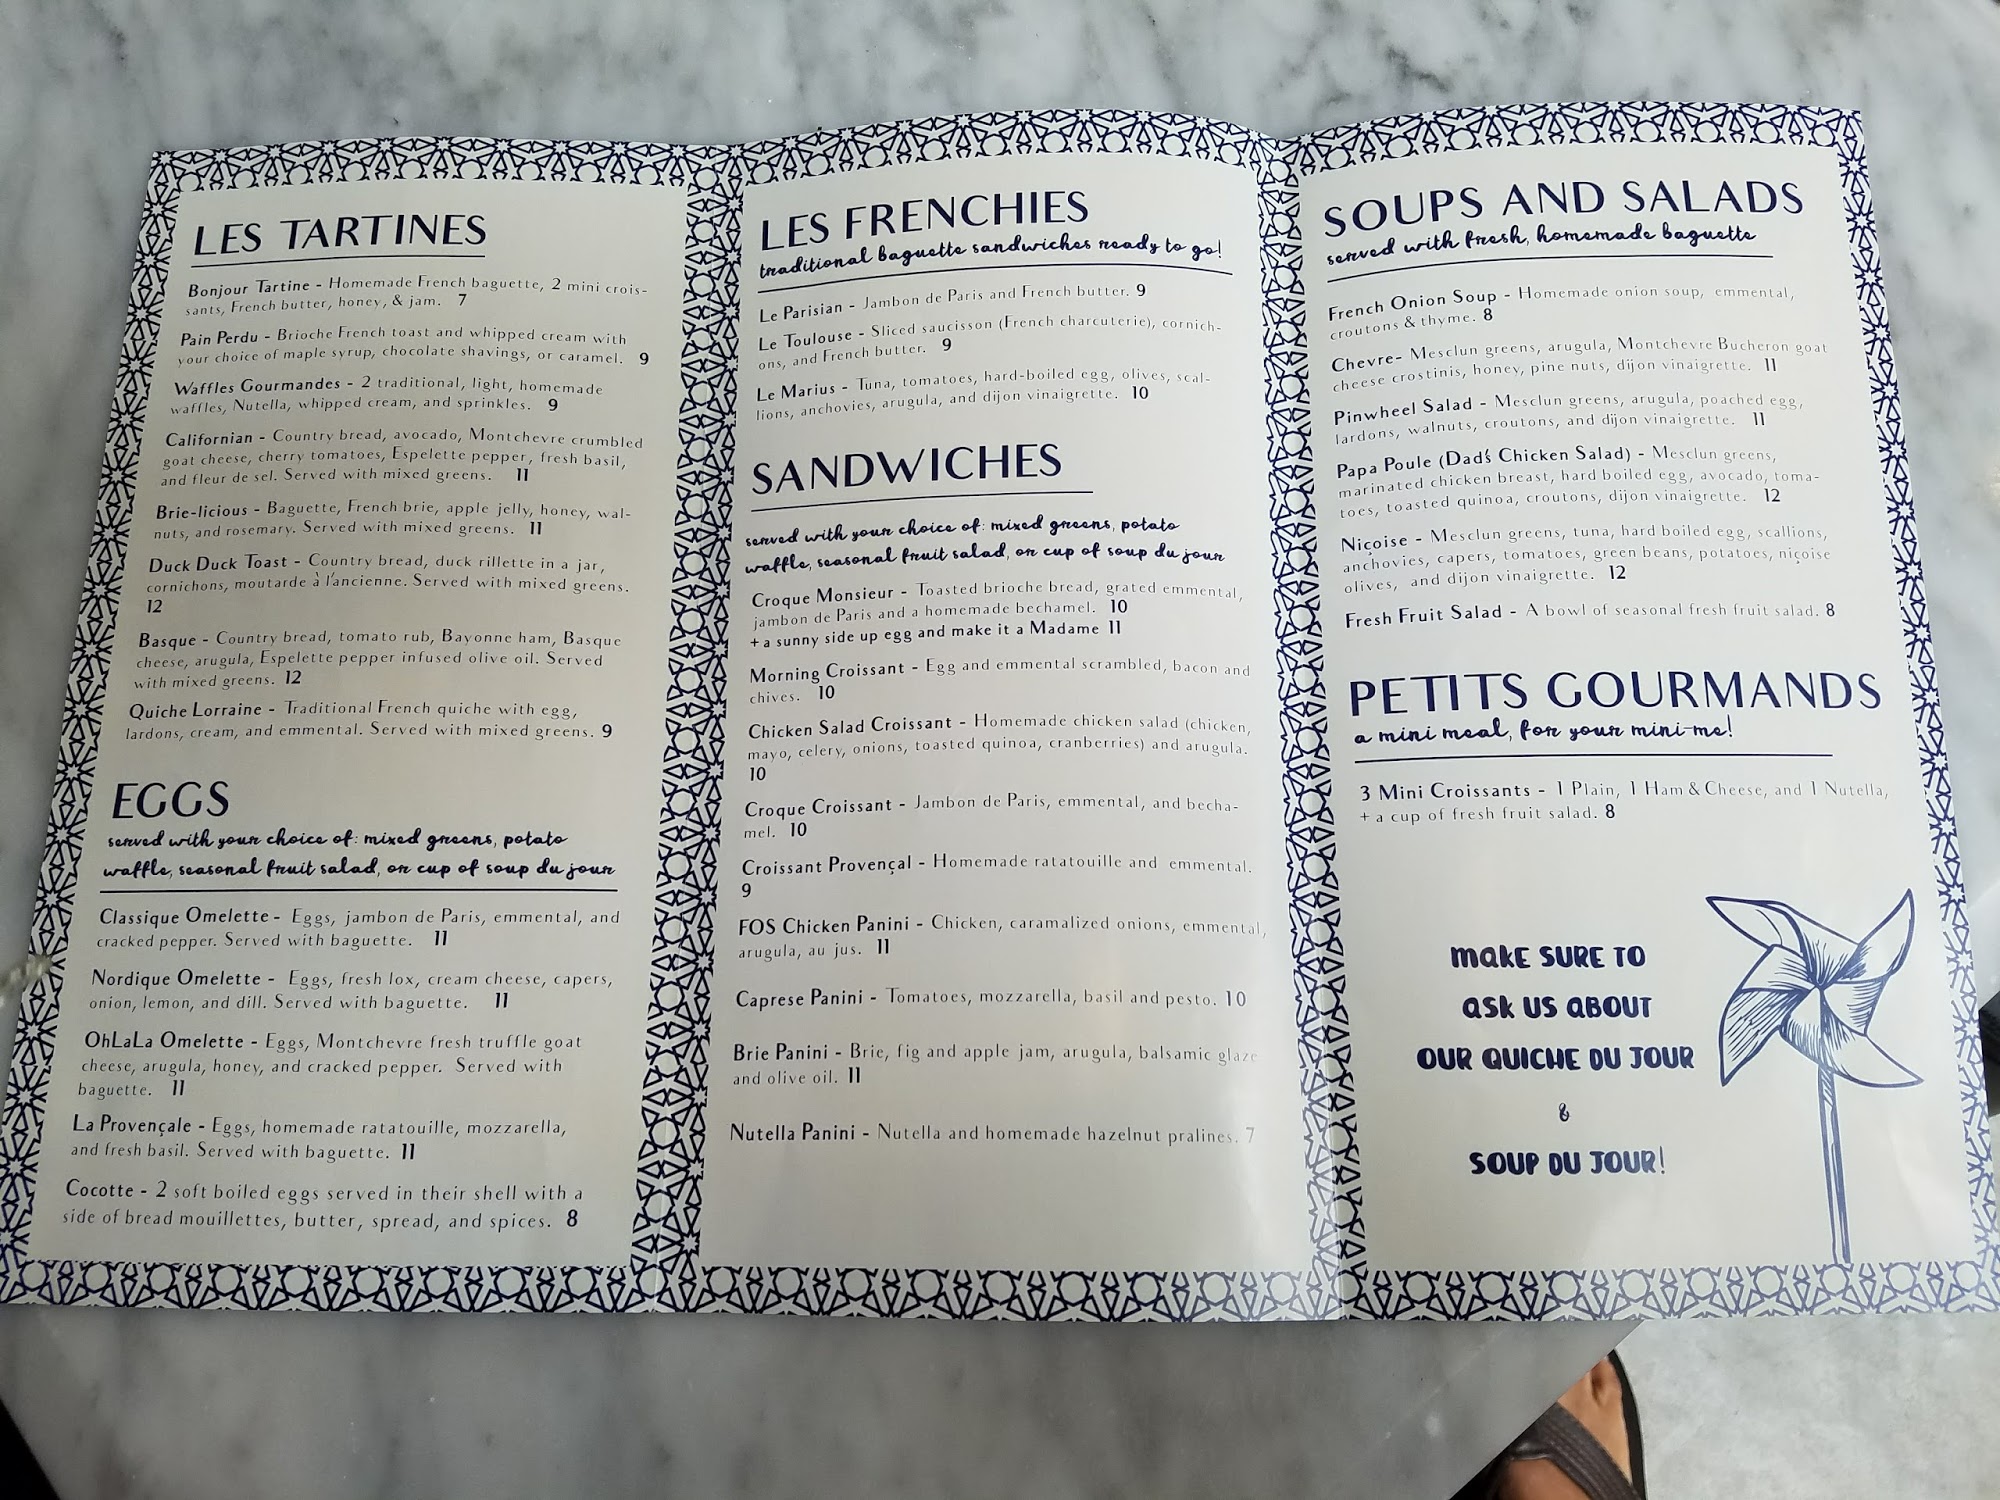 LES TARTINES
Bonjour Tartine - Homemade French baguette, 2 mini crois-
sants, French butter, honey, & jam. 7
Pain Perdu - Brioche French toast and whipped cream with
your choice of maple syrup, chocolate shavings, or caramel. 9
Waffles Gourmandes - 2 traditional, light, homemade
waffles, Nutella, whipped cream, and sprinkles. 9
Californian - Country bread, avocado, Montchevre crumbled
goat cheese, cherry tomatoes, Espelette pepper, fresh basil,
and fleur de sel. Served with mixed greens. 11
Brie-licious - Baguette, French brie, apple jelly, honey, wal-
nuts, and rosemary. Served with mixed greens. 11
Duck Duck Toast - Country bread, duck rillette in a jar,
cornichons, moutarde à l'ancienne. Served with mixed greens.
12
Basque - Country bread, tomato rub, Bayonne ham, Basque
cheese, arugula, Espelette pepper infused olive oil. Served
with mixed greens. 12
Quiche Lorraine - Traditional French quiche with egg,
lardons, cream, and emmental. Served with mixed greens. 9
EGGS
served with your choice of: mixed greens, potato
waffle, seasonal fruit salad, or cup of soup du jour
Classique Omelette - Eggs, jambon de Paris, emmental, and
cracked pepper. Served with baguette. 11
Nordique Omelette - Eggs, fresh lox, cream cheese, capers,
onion, lemon, and dill. Served with baguette. 11
OhLaLa Omelette - Eggs, Montchevre fresh truffle goat
cheese, arugula, honey, and cracked pepper. Served with
baguette. 11
La Provençale - Eggs, homemade ratatouille, mozzarella,
and fresh basil. Served with baguette. 11
Cocotte - 2 soft boiled eggs served in their shell with a
side of bread mouillettes, butter, spread, and spices. 8
LES FRENCHIES
traditional baguette sandwiches ready to go!
Le Parisian - Jambon de Paris and French butter. 9
Le Toulouse - Sliced saucisson (French charcuterie), cornich-
ons, and French butter. 9
Le Marius - Tuna, tomatoes, hard-boiled egg, olives, scal-
lions, anchovies, arugula, and dijon vinaigrette. 10
SANDWICHES
served with your choice of: mixed greens, potato
waffle, seasonal fruit salad, or cup of soup du jour
Croque Monsieur - Toasted brioche bread, grated emmental,
jambon de Paris and a homemade bechamel. 10
+ a sunny side up egg and make it a Madame 11
Morning Croissant - Egg and emmental scrambled, bacon and
chives. 10
Chicken Salad Croissant - Homemade chicken salad (chicken,
mayo, celery, onions, toasted quinoa, cranberries) and arugula.
10
Croque Croissant - Jambon de Paris, emmental, and becha-
mel. 10
Croissant Provençal - Homemade ratatouille and emmental.
9
FOS Chicken Panini - Chicken, caramalized onions, emmental,
arugula, au jus. 11
Caprese Panini - Tomatoes, mozzarella, basil and pesto. 10
Brie Panini - Brie, fig and apple jam, arugula, balsamic glaze
and olive oil. 11
Nutella Panini - Nutella and homemade hazelnut pralines. 7
SOUPS AND SALADS
served with fresh, homemade baguette
French Onion Soup - Homemade onion soup, emmental,
croutons & thyme. 8
Chevre- Mesclun greens, arugula, Montchevre Bucheron goat
cheese crostinis, honey, pine nuts, dijon vinaigrette. 11
Pinwheel Salad - Mesclun greens, arugula, poached egg,
lardons, walnuts, croutons, and dijon vinaigrette. 11
Papa Poule (Dad's Chicken Salad) - Mesclun greens,
marinated chicken breast, hard boiled egg, avocado, toma-
toes, toasted quinoa, croutons, dijon vinaigrette. 12
Niçoise - Mesclun greens, tuna, hard boiled egg, scallions,
anchovies, capers, tomatoes, green beans, potatoes, niçoise
olives, and dijon vinaigrette. 12
Fresh Fruit Salad - A bowl of seasonal fresh fruit salad. 8
PETITS GOURMANDS
a mini meal, for your mini-me!
3 Mini Croissants - 1 Plain, 1 Ham & Cheese, and 1 Nutella,
+ a cup of fresh fruit salad. 8
MAKE SURE TO
ASK US ABOUT
OUR QUICHE DU JOUR
&
SOUP DU JOUR!